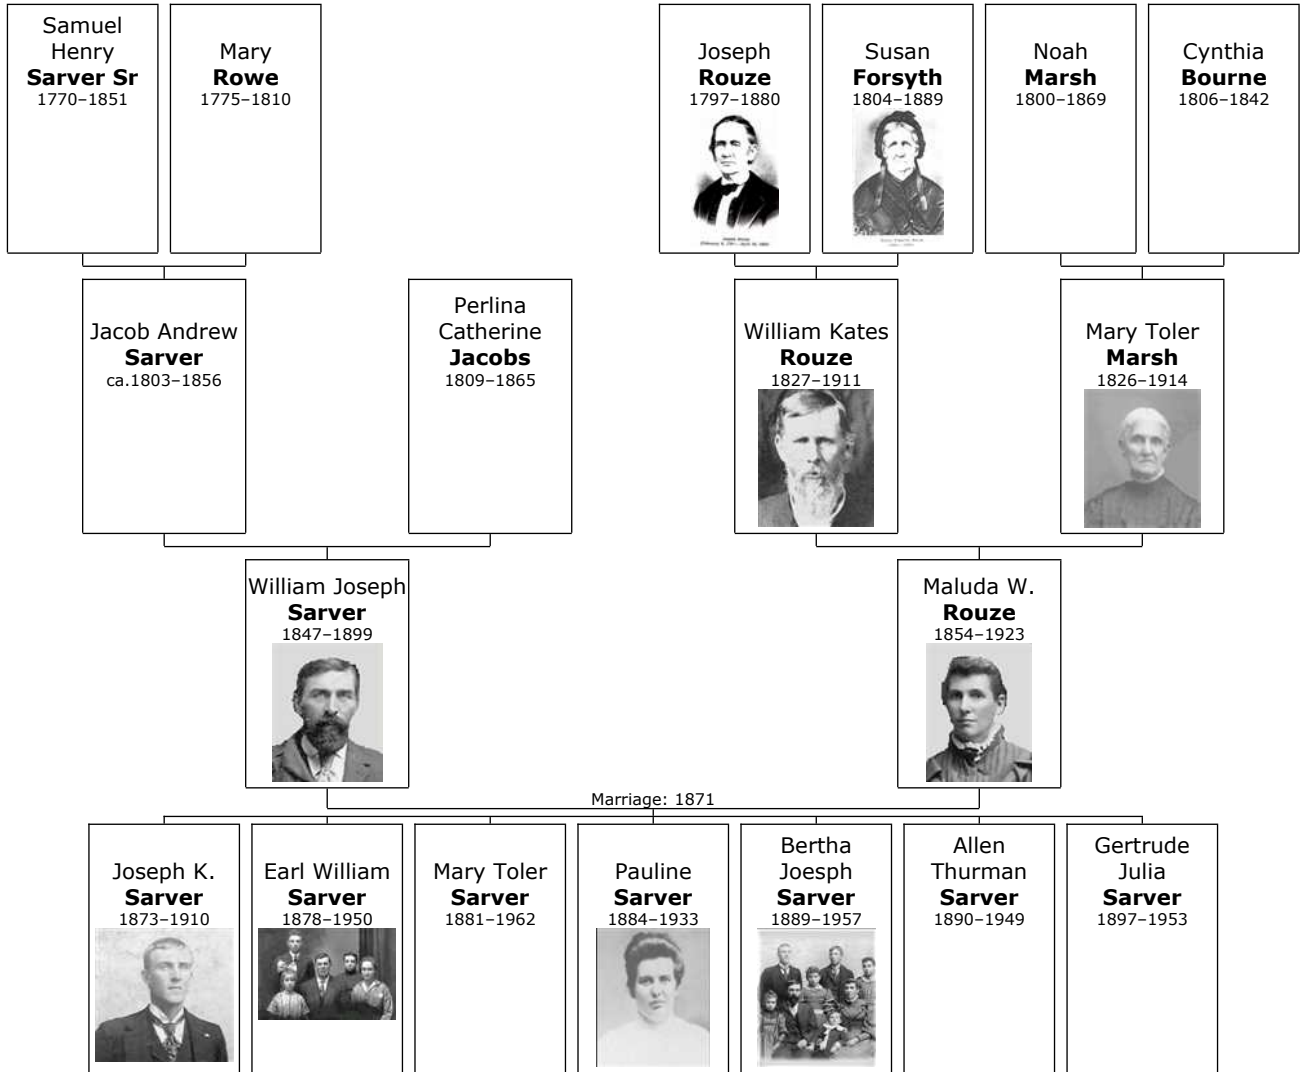 Samuel
Henry
Sarver Sr
1770–1851
Mary
Rowe
1775–1810
Joseph
Rouze
1797–1880
Susan
Forsyth
1804–1889
Noah
Marsh
1800–1869
Cynthia
Bourne
1806–1842
Jacob Andrew
Sarver
ca.1803–1856
Perlina
Catherine
Jacobs
1809–1865
William Kates
Rouze
1827–1911
Mary Toler
Marsh
1826–1914
William Joseph
Sarver
1847–1899
Maluda W.
Rouze
1854–1923
Marriage: 1871
Joseph K.
Sarver
1873–1910
Earl William
Sarver
1878–1950
Mary Toler
Sarver
1881–1962
Pauline
Sarver
1884–1933
Bertha
Joesph
Sarver
1889–1957
Allen
Thurman
Sarver
1890–1949
Gertrude
Julia
Sarver
1897–1953